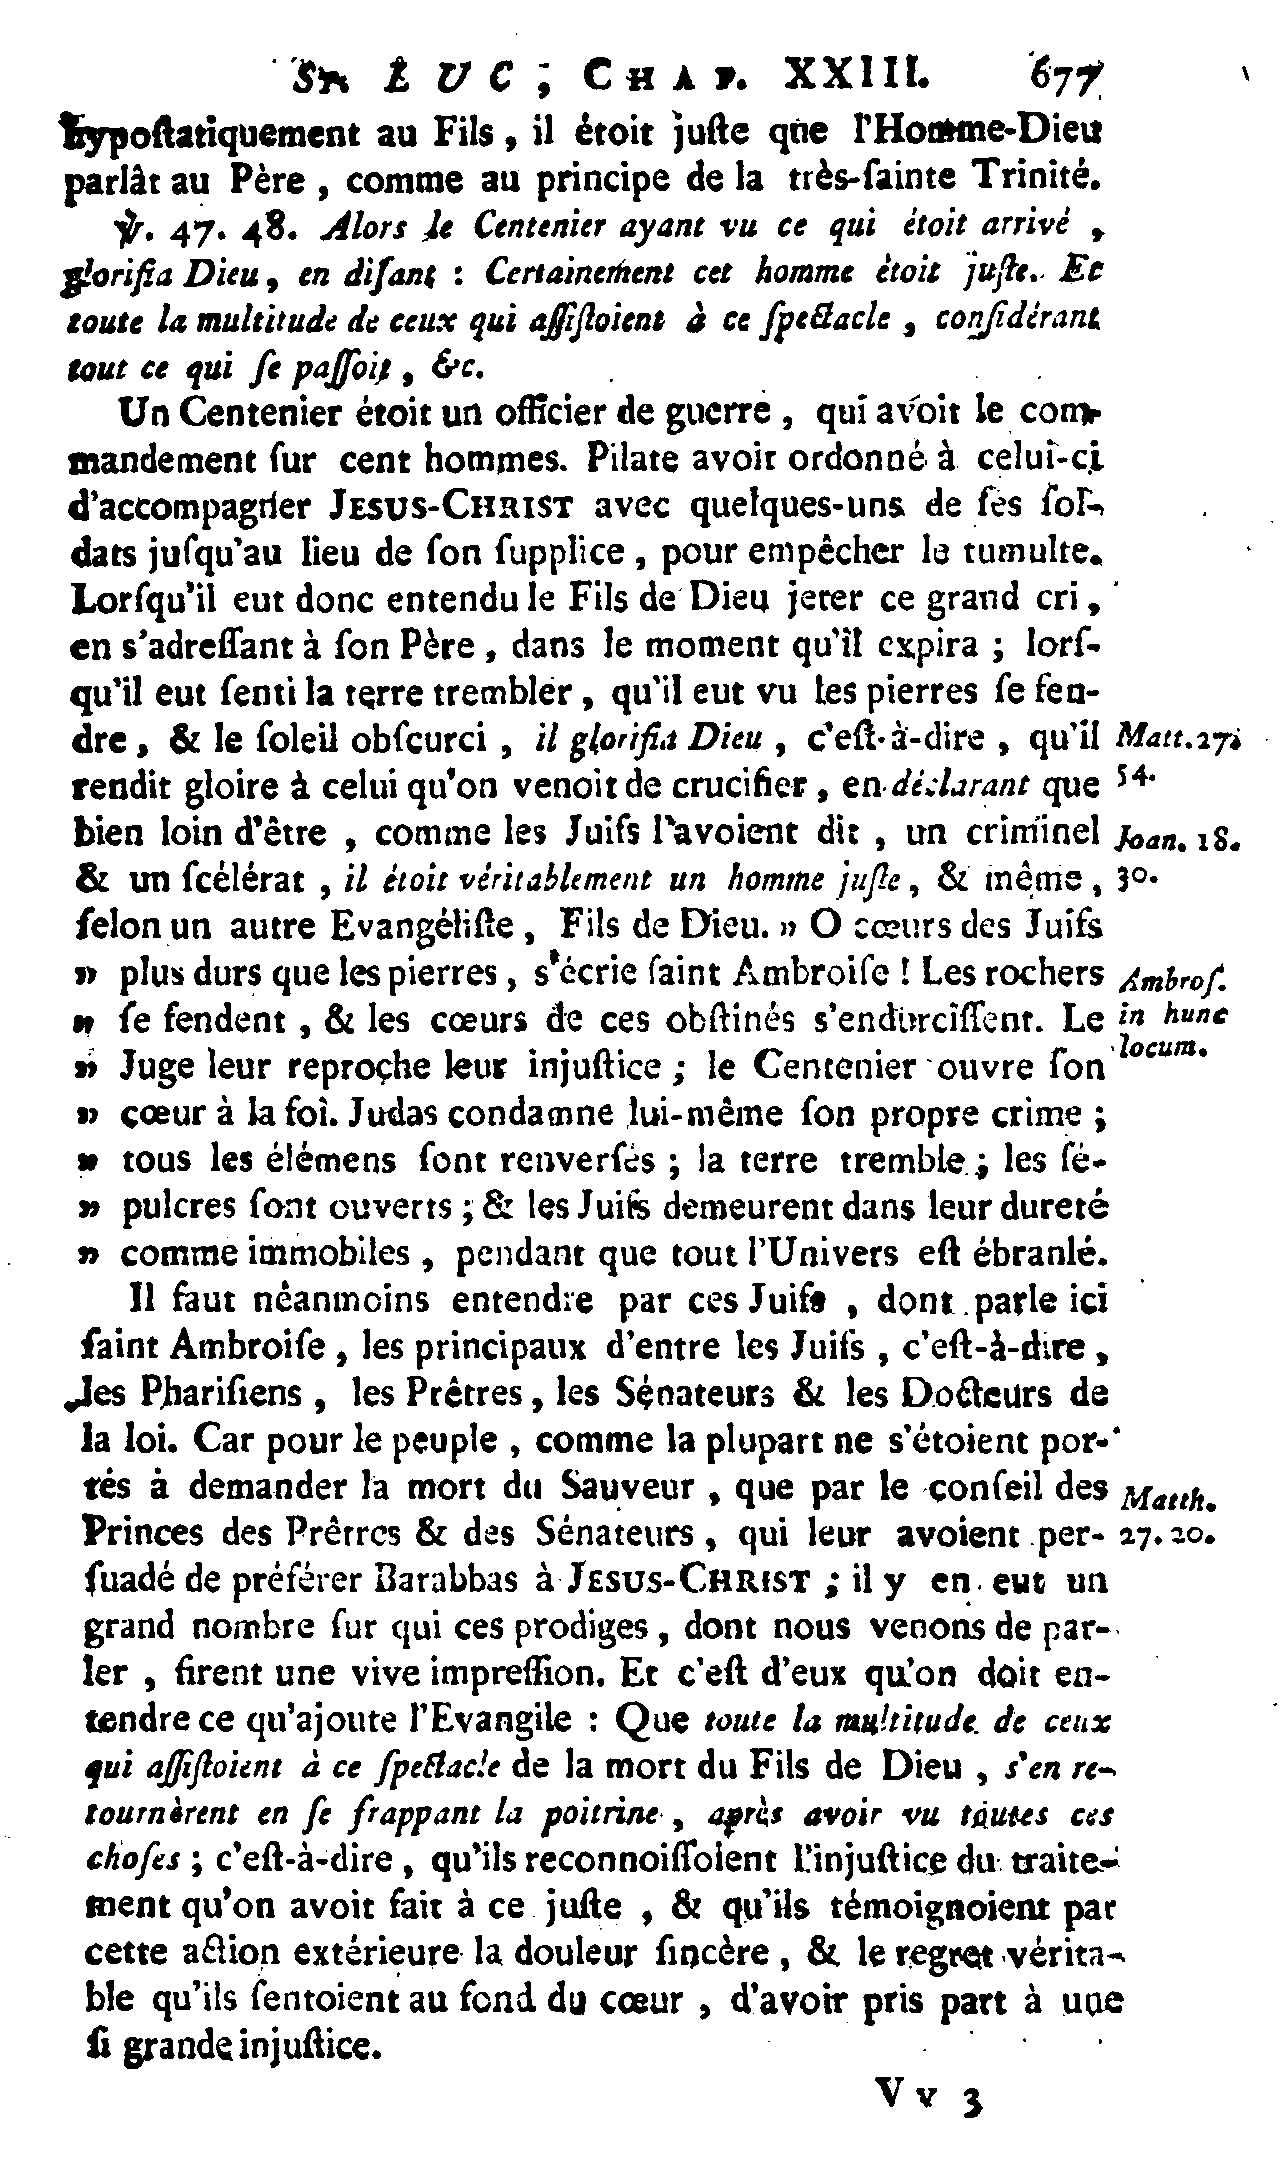 St. LUC, CHAP. XXIII. 677
hypoſtatiquement au Fils, il étoit juſte que l'Homme-Dieu
parlât au Père, comme au principe de la très-ſainte Trinité.
℣. 47. 48. Alors le Centenier ayant vu ce qui étoit arrivé,
glorifia Dieu, en diſant : Certainement cet homme étoit juſte. Et
toute la multitude de ceux qui aſſiſtoient à ce ſpectacle, conſidérant
tout ce qui ſe paſſoit, &c.
Un Centenier étoit un officier de guerre, qui avoit le com-
mandement ſur cent hommes. Pilate avoit ordonné à celui-ci
d'accompagner JESUS-CHRIST avec quelques-uns de ſes ſol-
dats juſqu'au lieu de ſon ſupplice, pour empêcher le tumulte.
Lorſqu'il eut donc entendu le Fils de Dieu jeter ce grand cri,
en s'adreſſant à ſon Père, dans le moment qu'il expira ; lorſ-
qu'il eut ſenti la terre trembler, qu'il eut vu les pierres ſe fen-
dre, & le ſoleil obſcurci, il glorifia Dieu, c'eſt-à-dire, qu'il Matt. 27.
rendit gloire à celui qu'on venoit de crucifier, en déclarant que 54.
bien loin d'être, comme les Juifs l'avoient dit, un criminel Joan. 18.
& un ſcélérat, il étoit véritablement un homme juſte, & même, 30.
ſelon un autre Evangéliſte, Fils de Dieu. » O cœurs des Juifs
» plus durs que les pierres, s'écrie ſaint Ambroiſe ! Les rochers Ambroſ.
» ſe fendent, & les cœurs de ces obſtinés s'endurciſſent. Le in hunc
» Juge leur reproche leur injuſtice ; le Centenier ouvre ſon locum.
» cœur à la foi. Judas condamne lui-même ſon propre crime ;
» tous les élémens ſont renverſés ; la terre tremble ; les ſé-
» pulcres ſont ouverts ; & les Juifs demeurent dans leur dureté
» comme immobiles, pendant que tout l'Univers eſt ébranlé.
Il faut néanmoins entendre par ces Juifs, dont parle ici
ſaint Ambroiſe, les principaux d'entre les Juifs, c'eſt-à-dire,
les Phariſiens, les Prêtres, les Sénateurs & les Docteurs de
la loi. Car pour le peuple, comme la plupart ne s'étoient por-
tés à demander la mort du Sauveur, que par le conſeil des Matth.
Princes des Prêtres & des Sénateurs, qui leur avoient per- 27. 20.
ſuadé de préférer Barabbas à JESUS-CHRIST ; il y en eut un
grand nombre ſur qui ces prodiges, dont nous venons de par-
ler, firent une vive impreſſion. Et c'eſt d'eux qu'on doit en-
tendre ce qu'ajoute l'Evangile : Que toute la multitude de ceux
qui aſſiſtoient à ce ſpectacle de la mort du Fils de Dieu, s'en re-
tournèrent en ſe frappant la poitrine, après avoir vu toutes ces
choſes ; c'eſt-à-dire, qu'ils reconnoiſſoient l'injuſtice du traite-
ment qu'on avoit fait à ce juſte, & qu'ils témoignoient par
cette action extérieure la douleur ſincère, & le regret vérita-
ble qu'ils ſentoient au fond du cœur, d'avoir pris part à une
ſi grande injuſtice.
V v 3